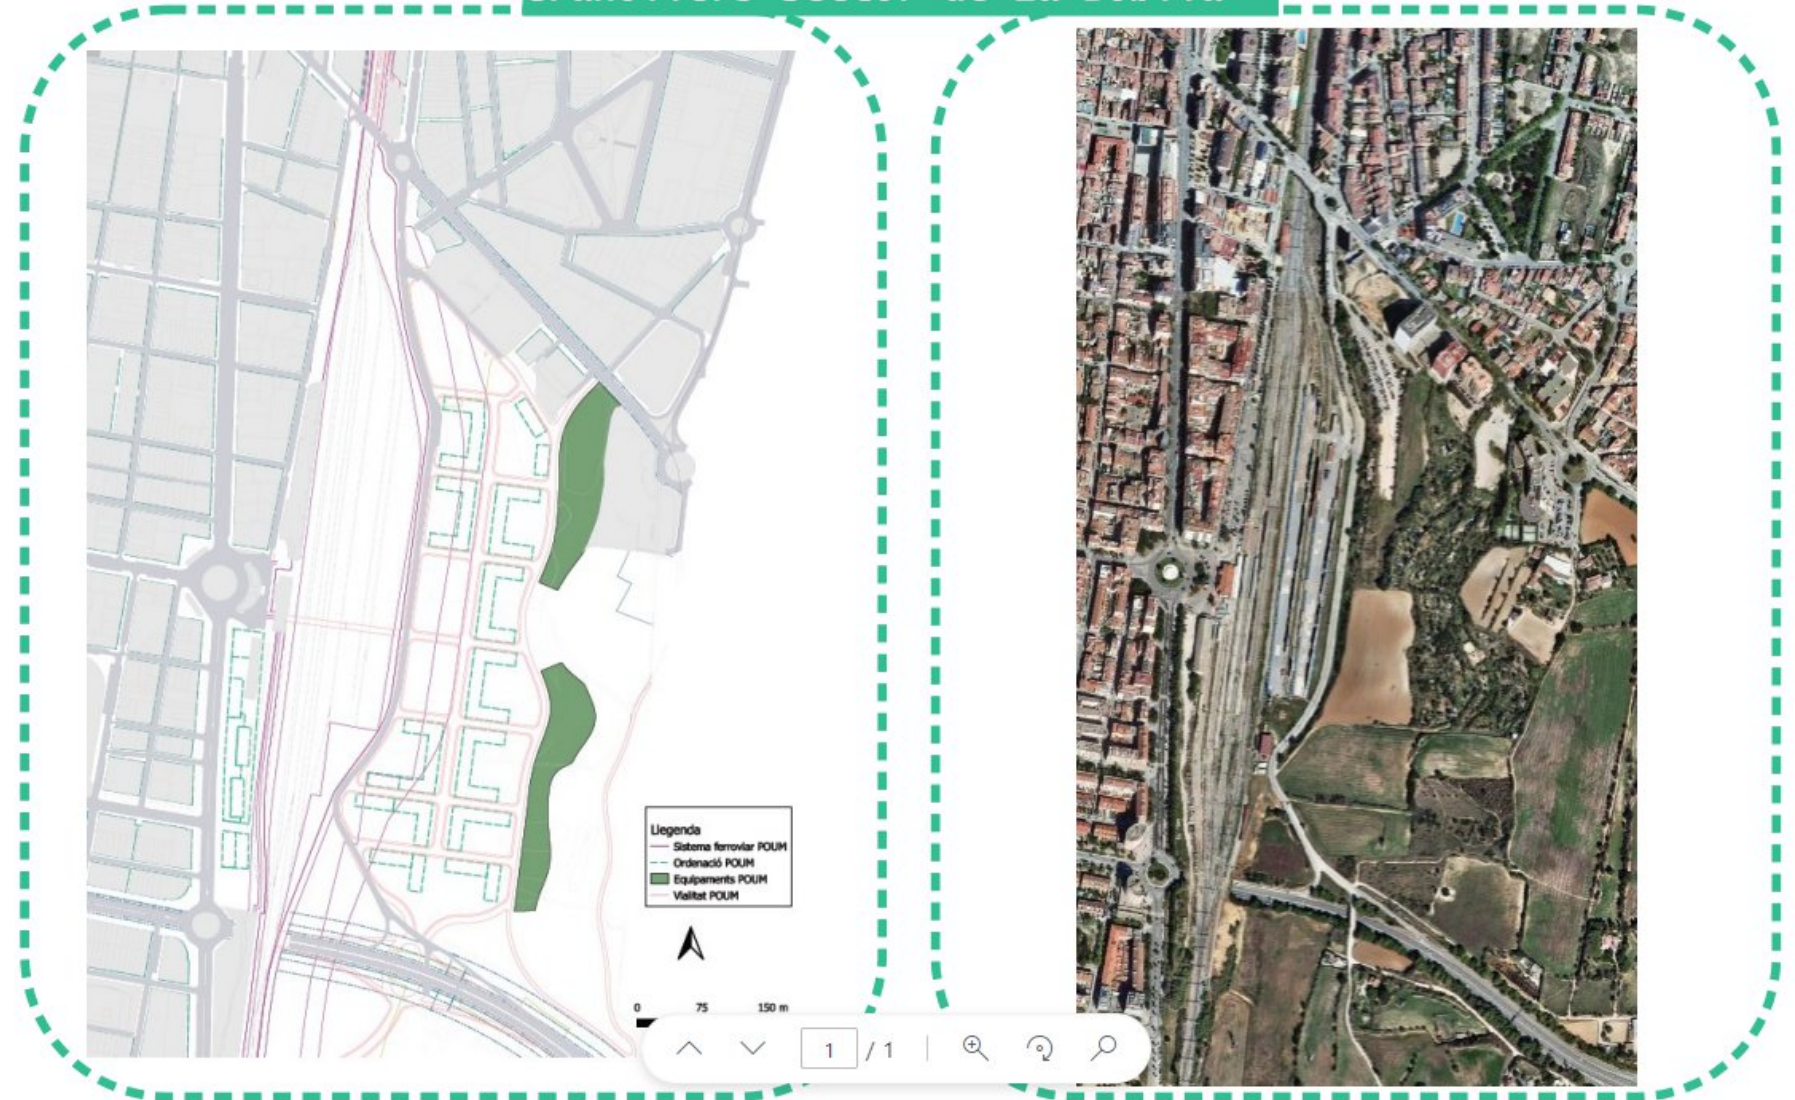 Llegenda
Sistema ferroviar POUM
Ordenació POUM
Equipaments POUM
Vialitat POUM
0 75 150 m
1 / 1